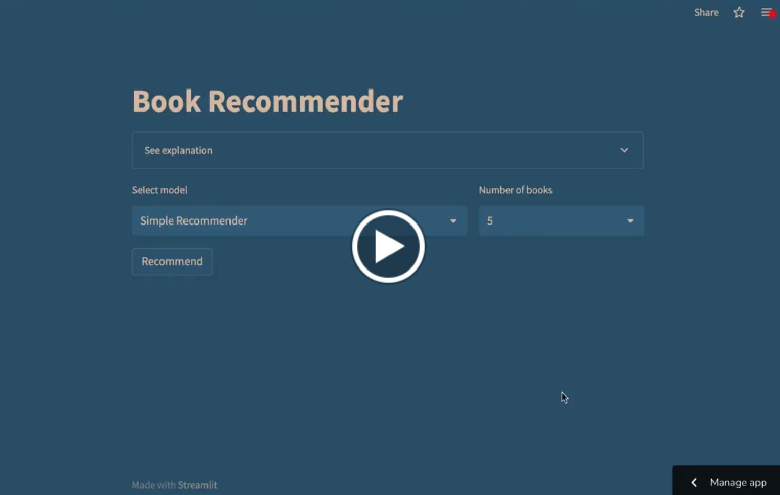 Share
Book Recommender
See explanation
Select model
Number of books
Simple Recommender
5
Recommend
Made with Streamlit
Manage app